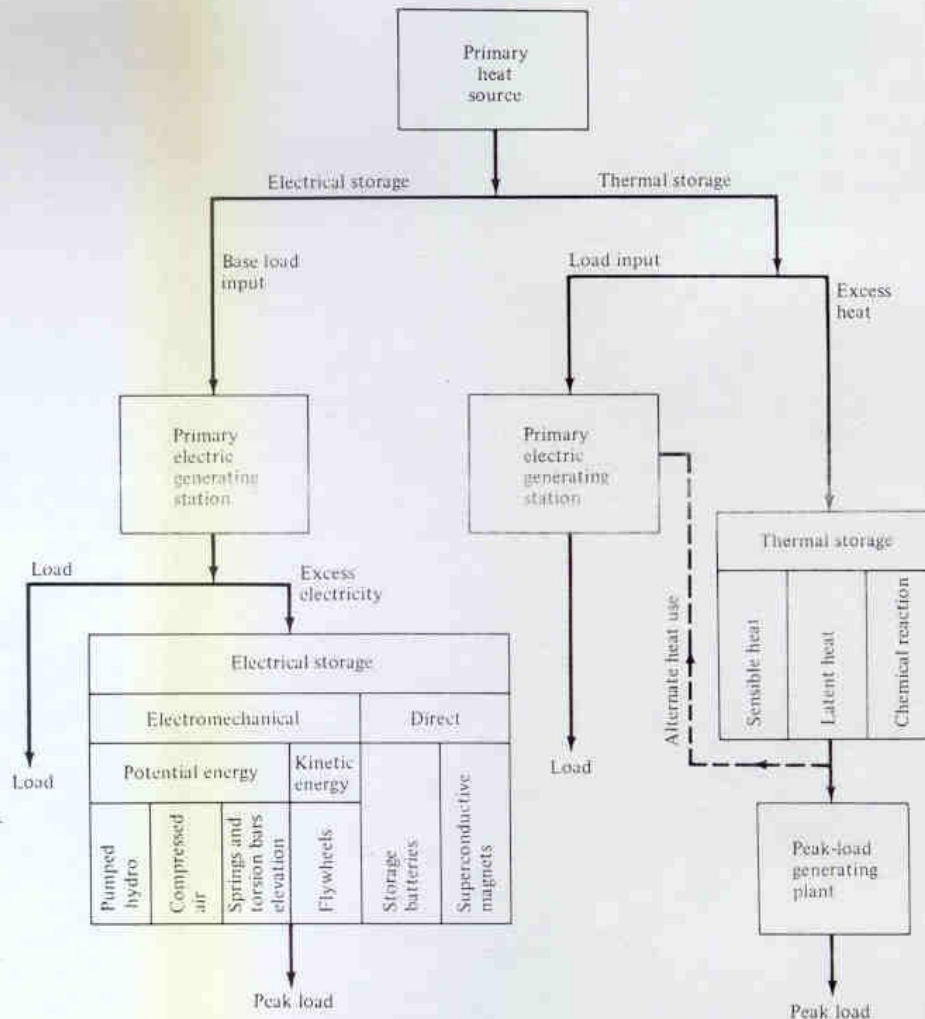 Primary
heat
source
Electrical storage
Thermal storage
Base load
input
Load input
Excess
heat
Primary
electric
generating
station
Primary
electric
generating
station
Thermal storage
Sensible heat
Latent heat
Chemical reaction
Alternate heat use
Load
Excess
electricity
Electrical storage
Electromechanical
Direct
Potential energy
Kinetic
energy
Pumped
hydro
Compressed
air
Springs and
torsion bars
elevation
Flywheels
Storage
batteries
Superconductive
magnets
Load
Load
Peak-load
generating
plant
Peak load
Peak load